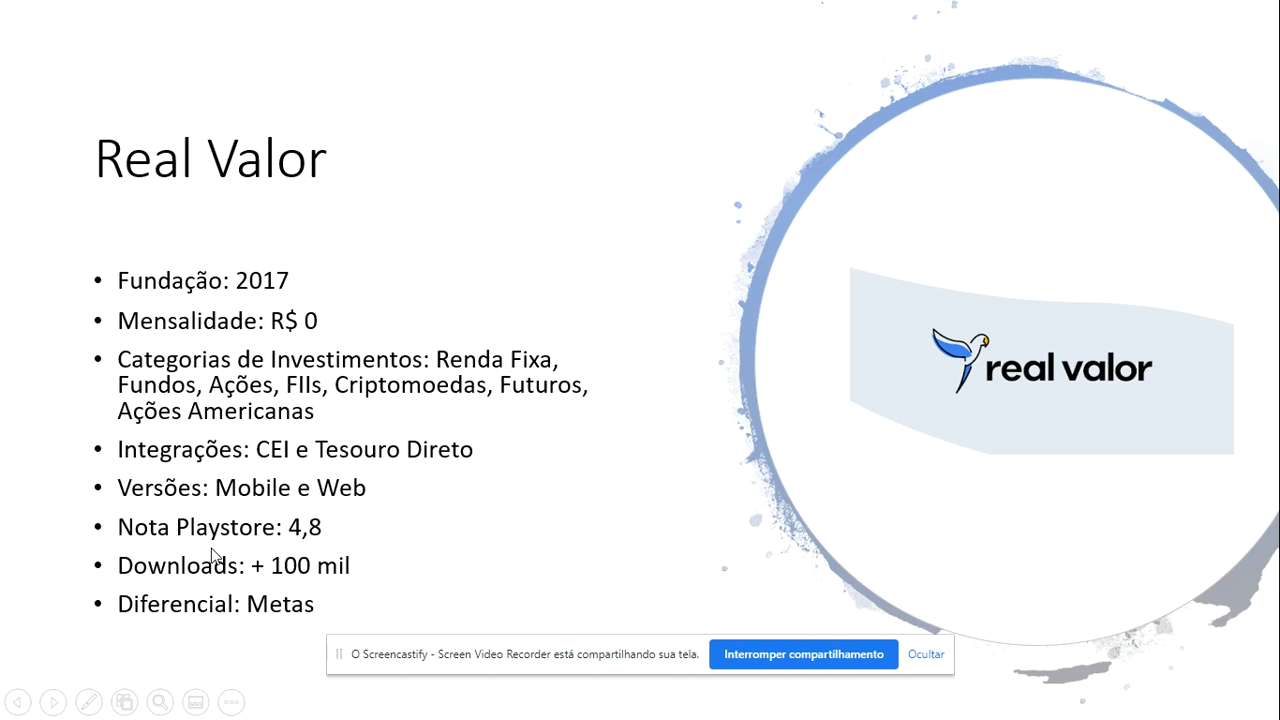 Real Valor
• Fundação: 2017
• Mensalidade: R$ 0
• Categorias de Investimentos: Renda Fixa,
Fundos, Ações, FIIs, Criptomoedas, Futuros,
Ações Americanas
• Integrações: CEI e Tesouro Direto
• Versões: Mobile e Web
• Nota Playstore: 4,8
• Downloads: + 100 mil
• Diferencial: Metas
real valor
O Screencastify - Screen Video Recorder está compartilhando sua tela. Interromper compartilhamento Ocultar